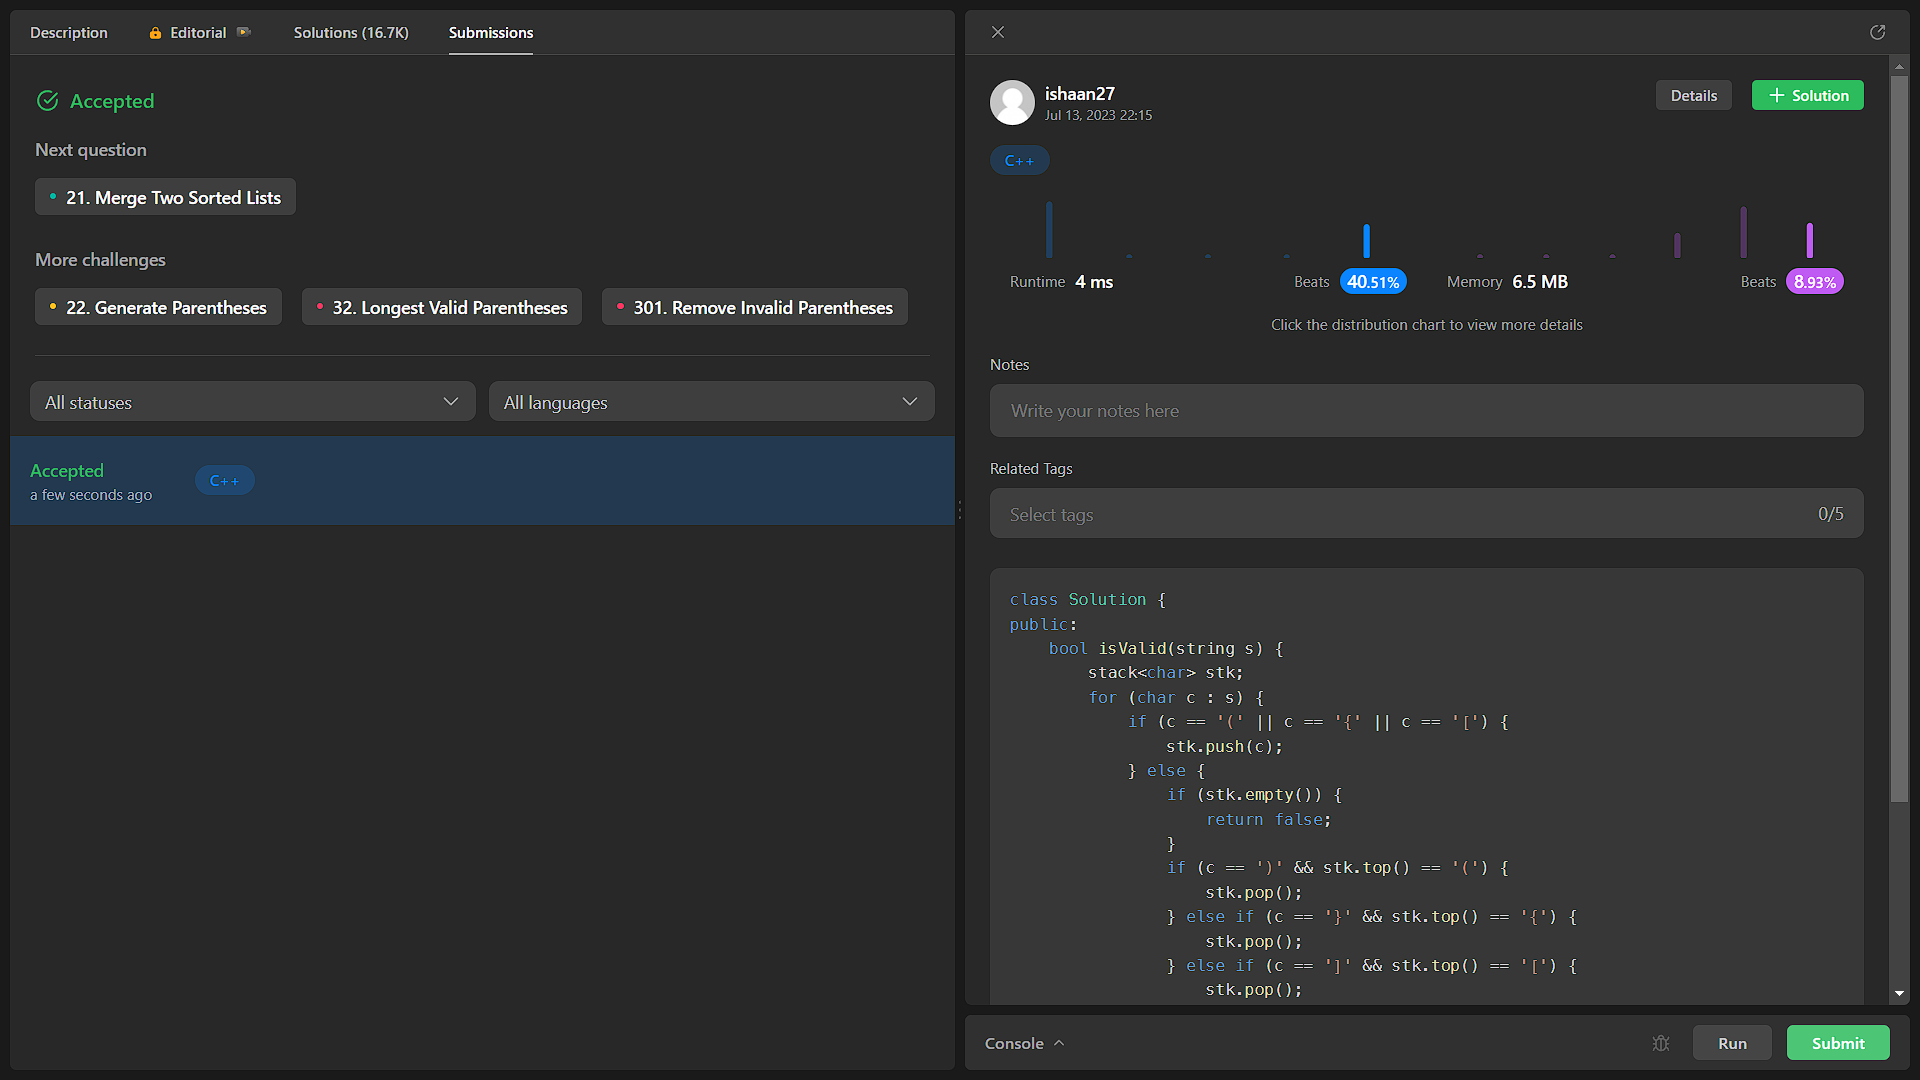 Description
Editorial
Solutions (16.7K)
Submissions
Accepted
Next question
21. Merge Two Sorted Lists
More challenges
22. Generate Parentheses
32. Longest Valid Parentheses
301. Remove Invalid Parentheses
All statuses
All languages
Accepted
a few seconds ago
C++
ishaan27
Jul 13, 2023 22:15
Details
+ Solution
C++
Runtime 4 ms
Beats 40.51%
Memory 6.5 MB
Beats 8.93%
Click the distribution chart to view more details
Notes
Write your notes here
Related Tags
Select tags
0/5
class Solution {
public:
    bool isValid(string s) {
        stack<char> stk;
        for (char c : s) {
            if (c == '(' || c == '{' || c == '[') {
                stk.push(c);
            } else {
                if (stk.empty()) {
                    return false;
                }
                if (c == ')' && stk.top() == '(') {
                    stk.pop();
                } else if (c == '}' && stk.top() == '{') {
                    stk.pop();
                } else if (c == ']' && stk.top() == '[') {
                    stk.pop();
Console
Run
Submit